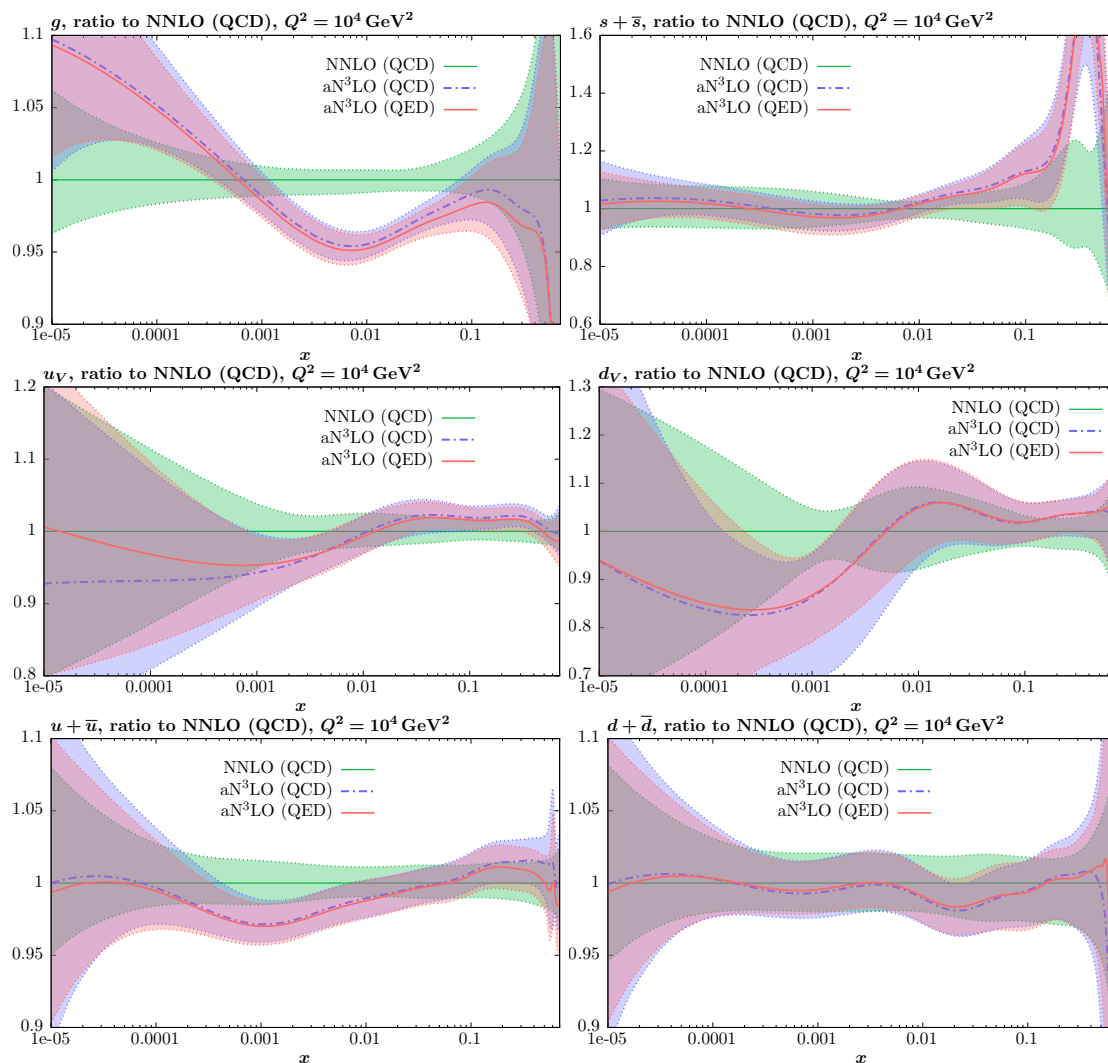 g, ratio to NNLO (QCD), Q² = 10⁴ GeV²
1.1
1.05
1
0.95
0.9
NNLO (QCD)
aN³LO (QCD)
aN³LO (QED)
1e-05 0.0001 0.001 0.01 0.1
x
s + s̅, ratio to NNLO (QCD), Q² = 10⁴ GeV²
1.6
1.4
1.2
1
0.8
0.6
NNLO (QCD)
aN³LO (QCD)
aN³LO (QED)
1e-05 0.0001 0.001 0.01 0.1
x
u_V, ratio to NNLO (QCD), Q² = 10⁴ GeV²
1.2
1.1
1
0.9
0.8
NNLO (QCD)
aN³LO (QCD)
aN³LO (QED)
1e-05 0.0001 0.001 0.01 0.1
x
d_V, ratio to NNLO (QCD), Q² = 10⁴ GeV²
1.3
1.2
1.1
1
0.9
0.8
0.7
NNLO (QCD)
aN³LO (QCD)
aN³LO (QED)
1e-05 0.0001 0.001 0.01 0.1
x
u + u̅, ratio to NNLO (QCD), Q² = 10⁴ GeV²
1.1
1.05
1
0.95
0.9
NNLO (QCD)
aN³LO (QCD)
aN³LO (QED)
1e-05 0.0001 0.001 0.01 0.1
x
d + d̅, ratio to NNLO (QCD), Q² = 10⁴ GeV²
1.1
1.05
1
0.95
0.9
NNLO (QCD)
aN³LO (QCD)
aN³LO (QED)
1e-05 0.0001 0.001 0.01 0.1
x